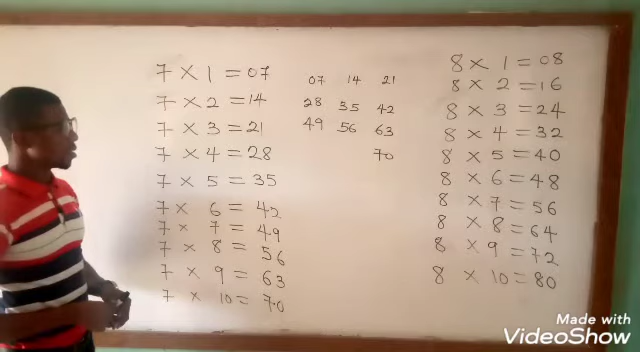 7 × 1 = 07
7 × 2 = 14
7 × 3 = 21
7 × 4 = 28
7 × 5 = 35
7 × 6 = 42
7 × 7 = 49
7 × 8 = 56
7 × 9 = 63
7 × 10 = 70
07 14 21
28 35 42
49 56 63
70
8 × 1 = 08
8 × 2 = 16
8 × 3 = 24
8 × 4 = 32
8 × 5 = 40
8 × 6 = 48
8 × 7 = 56
8 × 8 = 64
8 × 9 = 72
8 × 10 = 80
Made with
VideoShow